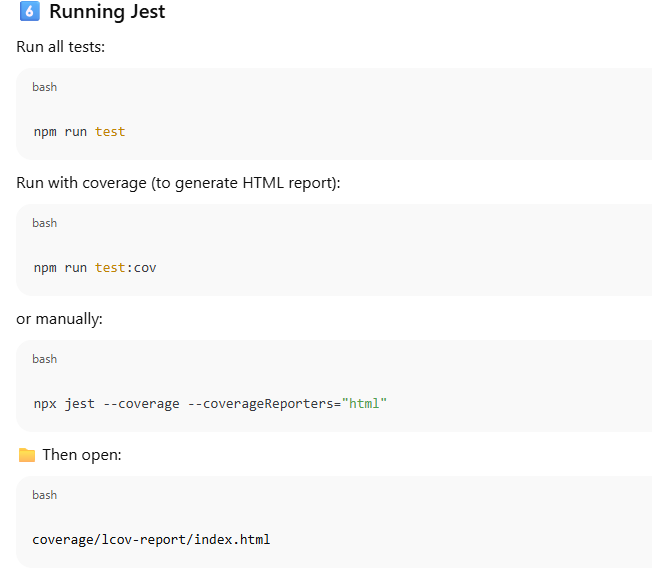 6 Running Jest
Run all tests:
bash
npm run test
Run with coverage (to generate HTML report):
bash
npm run test:cov
or manually:
bash
npx jest --coverage --coverageReporters="html"
Then open:
bash
coverage/lcov-report/index.html